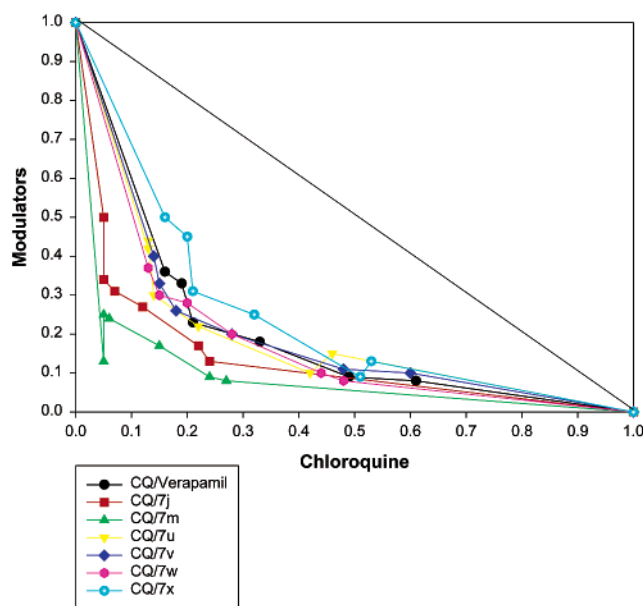 1.0
0.9
0.8
0.7
0.6
0.5
0.4
0.3
0.2
0.1
0.0
Modulators
0.0 0.1 0.2 0.3 0.4 0.5 0.6 0.7 0.8 0.9 1.0
Chloroquine
CQ/Verapamil
CQ/7j
CQ/7m
CQ/7u
CQ/7v
CQ/7w
CQ/7x